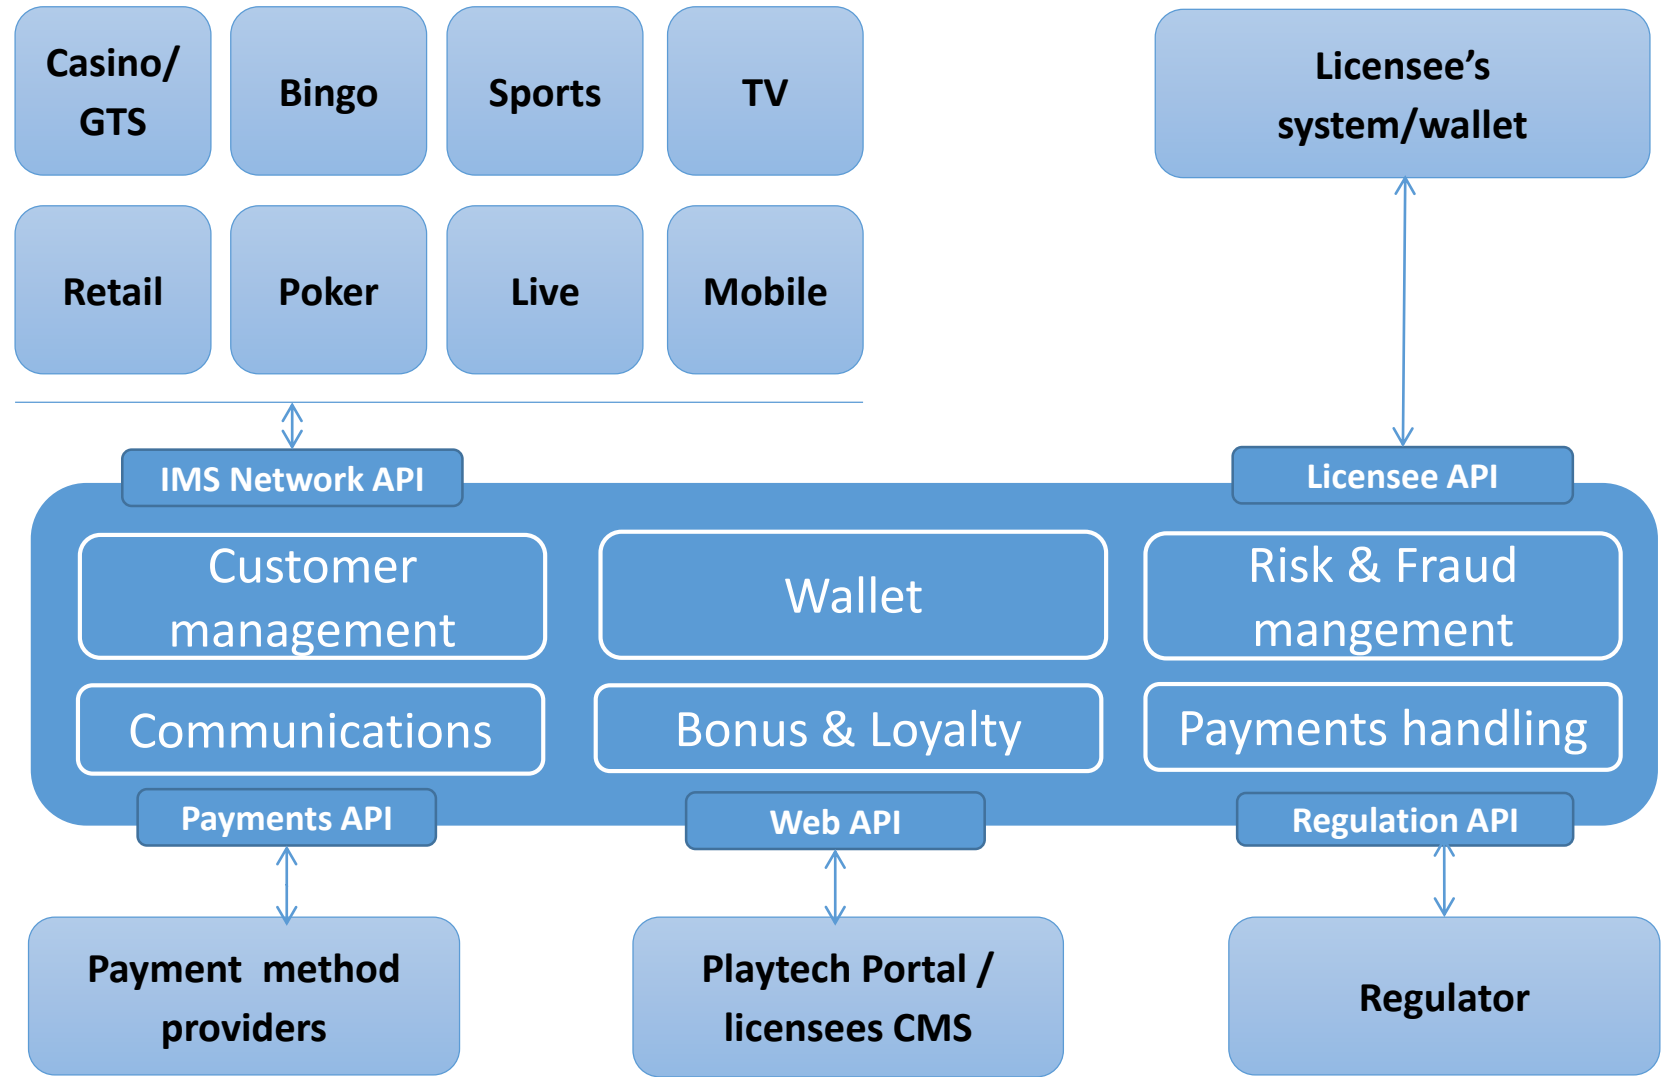 Casino/
GTS
Bingo
Sports
TV
Licensee’s
system/wallet
Retail
Poker
Live
Mobile
IMS Network API
Licensee API
Customer
management
Wallet
Risk & Fraud
mangement
Communications
Bonus & Loyalty
Payments handling
Payments API
Web API
Regulation API
Payment  method
providers
Playtech Portal /
licensees CMS
Regulator